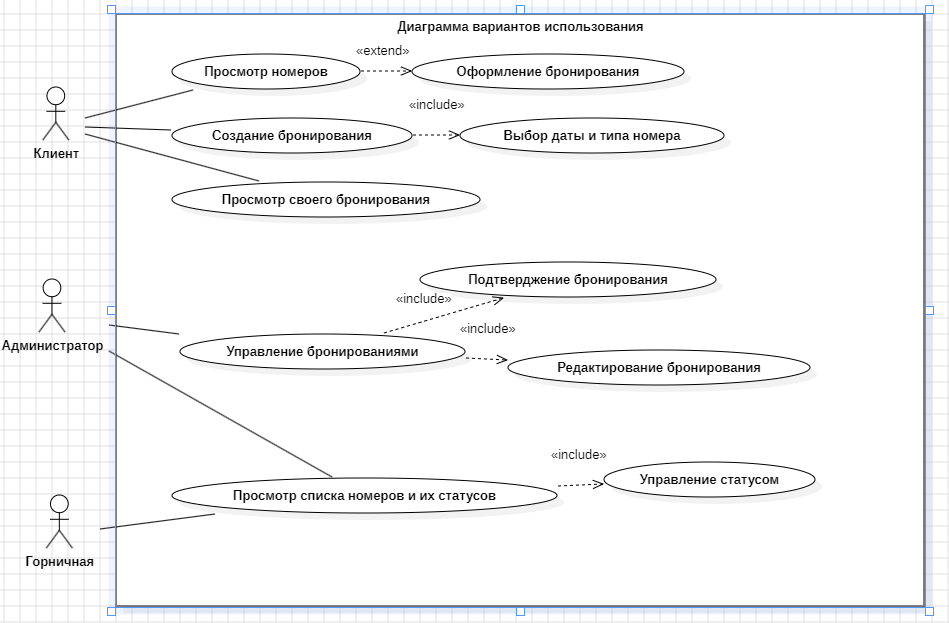 Диаграмма вариантов использования
«extend»
Просмотр номеров
Оформление бронирования
«include»
Клиент
Создание бронирования
Выбор даты и типа номера
Просмотр своего бронирования
Подтверджение бронирования
«include»
«include»
Администратор
Управление бронированиями
Редактирование бронирования
«include»
Управление статусом
Просмотр списка номеров и их статусов
Горничная